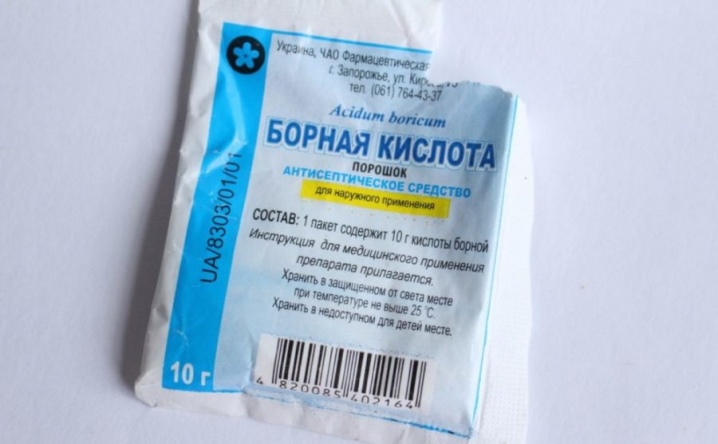 Украина, ЧАО Фармацевтическая
г. Запорожье, ул.
тел. (061) 764-43-37
Acidum boricum
БОРНАЯ КИСЛОТА
ПОРОШОК
АНТИСЕПТИЧЕСКОЕ СРЕДСТВО
для наружного применения
СОСТАВ: 1 пакет содержит 10 г кислоты борной
Инструкция для медицинского применения
препарата прилагается.
Хранить в защищенном от света месте
при температуре не выше 25 °С.
Хранить в недоступном для детей месте.
UA/8303/01/01
10 г
4 820085 402164